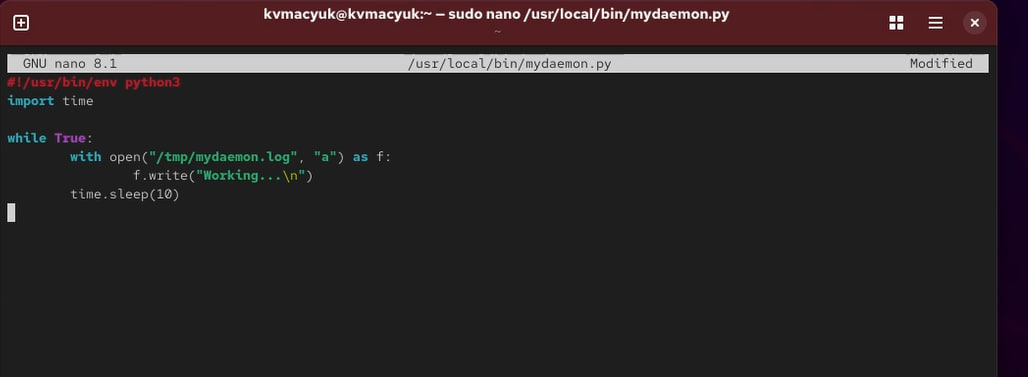 kvmacyuk@kvmacyuk:~ — sudo nano /usr/local/bin/mydaemon.py
~
GNU nano 8.1 /usr/local/bin/mydaemon.py Modified
#!/usr/bin/env python3
import time

while True:
        with open("/tmp/mydaemon.log", "a") as f:
                f.write("Working...\n")
        time.sleep(10)